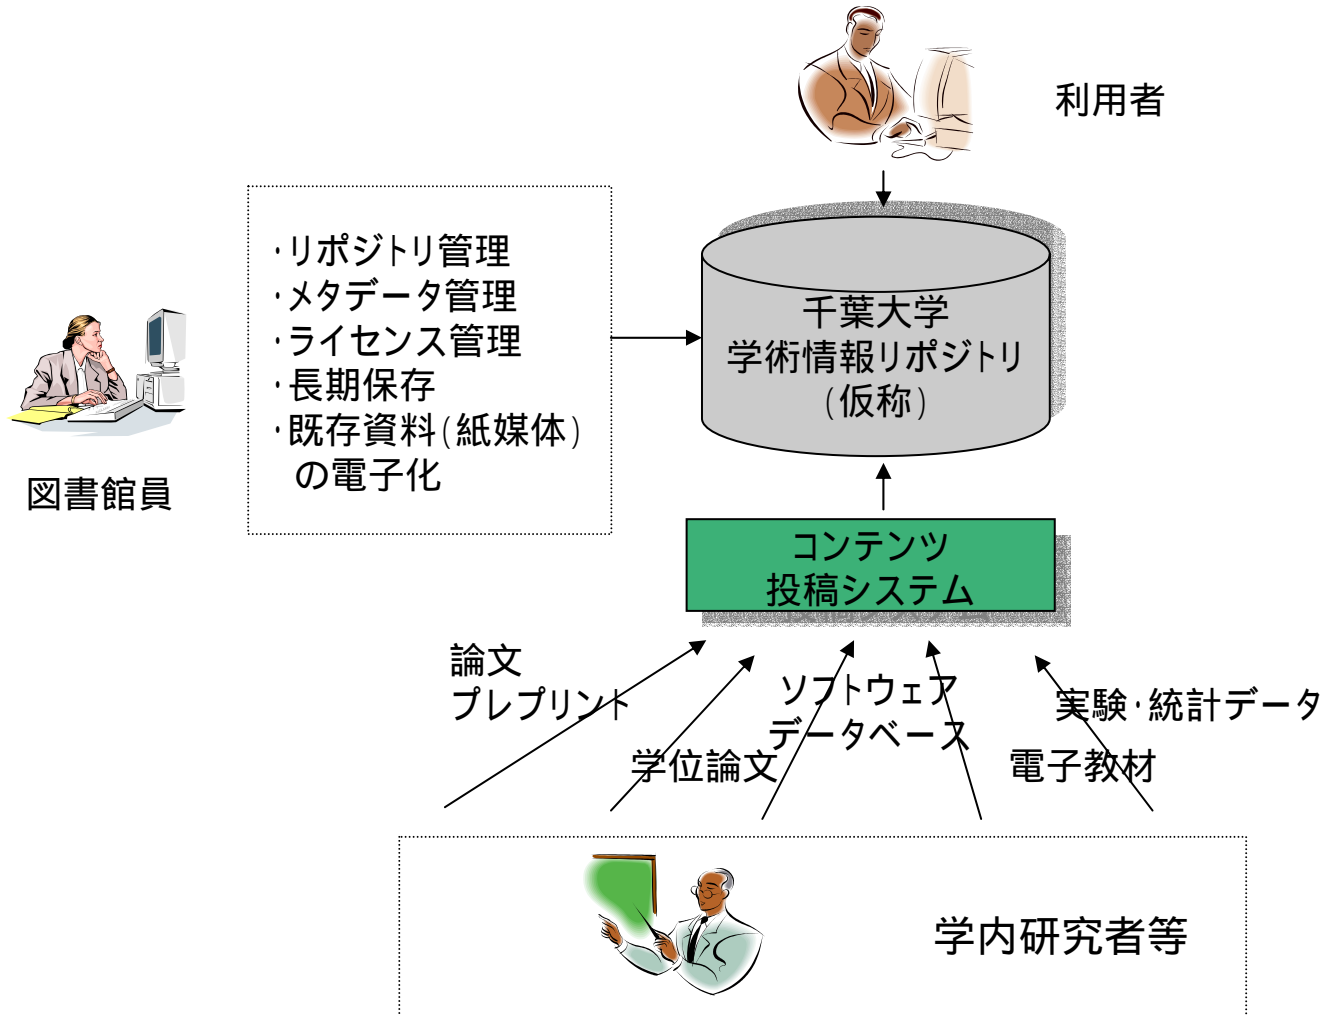 利用者
・リポジトリ管理
・メタデータ管理
・ライセンス管理
・長期保存
・既存資料(紙媒体)
の電子化
図書館員
千葉大学
学術情報リポジトリ
(仮称)
コンテンツ
投稿システム
論文
プレプリント
学位論文
ソフトウェア
データベース
電子教材
実験・統計データ
学内研究者等